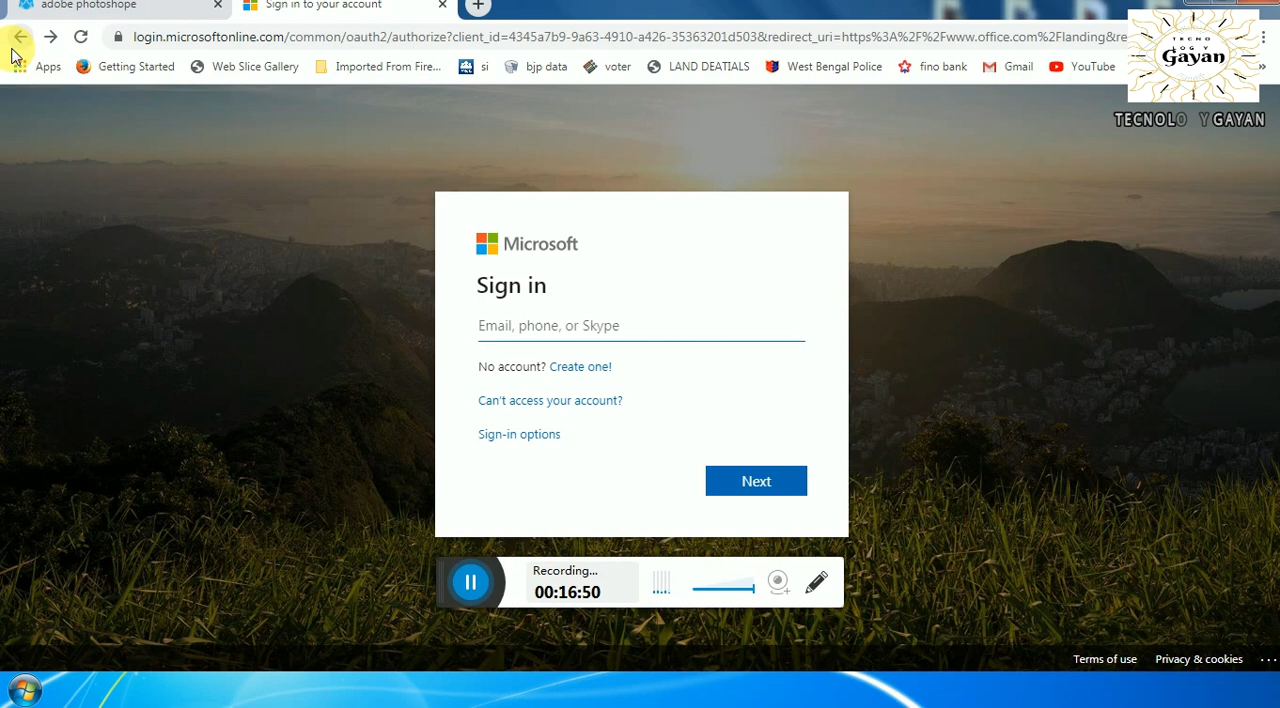 adobe photoshope
Sign in to your account
login.microsoftonline.com/common/oauth2/authorize?client_id=4345a7b9-9a63-4910-a426-35363201d503&redirect_uri=https%3A%2F%2Fwww.office.com%2Flanding&re
Apps Getting Started Web Slice Gallery Imported From Fire... si bjp data voter LAND DEATIALS West Bengal Police fino bank Gmail YouTube
TECNO
LOGY
Gayan
TECNOLO Y GAYAN
Microsoft
Sign in
Email, phone, or Skype
No account? Create one!
Can't access your account?
Sign-in options
Next
Recording...
00:16:50
Terms of use Privacy & cookies ...